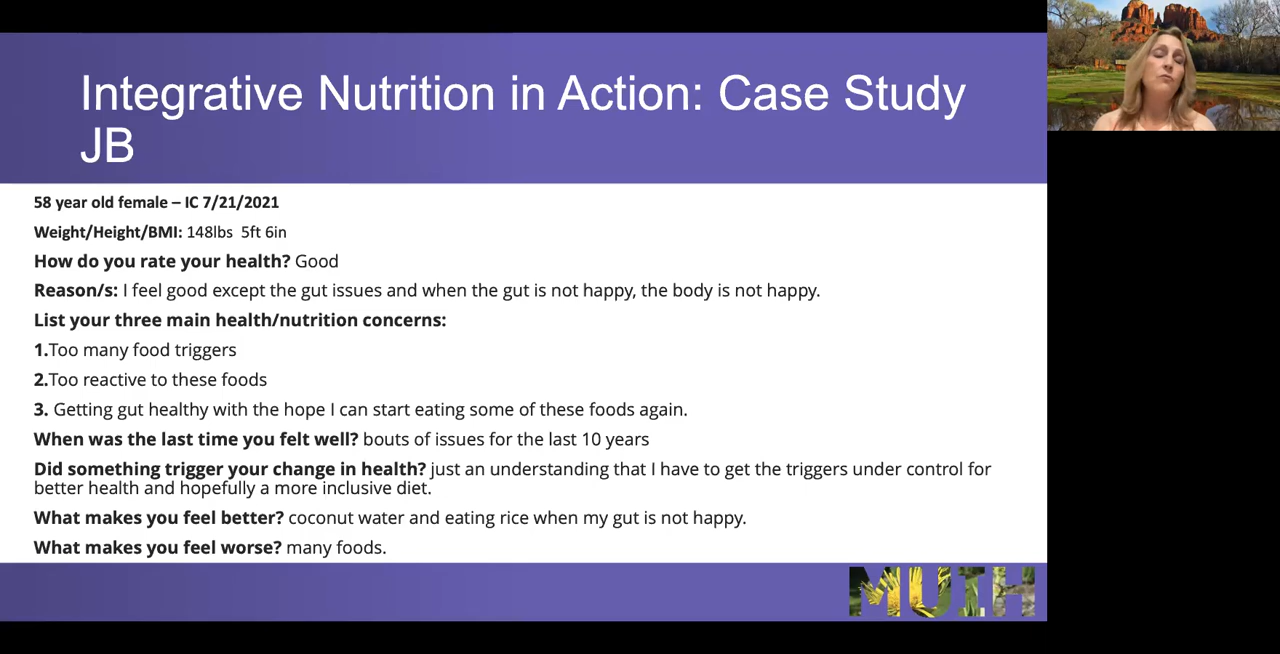 Integrative Nutrition in Action: Case Study
JB
58 year old female – IC 7/21/2021
Weight/Height/BMI: 148lbs 5ft 6in
How do you rate your health? Good
Reason/s: I feel good except the gut issues and when the gut is not happy, the body is not happy.
List your three main health/nutrition concerns:
1.Too many food triggers
2.Too reactive to these foods
3. Getting gut healthy with the hope I can start eating some of these foods again.
When was the last time you felt well? bouts of issues for the last 10 years
Did something trigger your change in health? just an understanding that I have to get the triggers under control for
better health and hopefully a more inclusive diet.
What makes you feel better? coconut water and eating rice when my gut is not happy.
What makes you feel worse? many foods.
MUIH